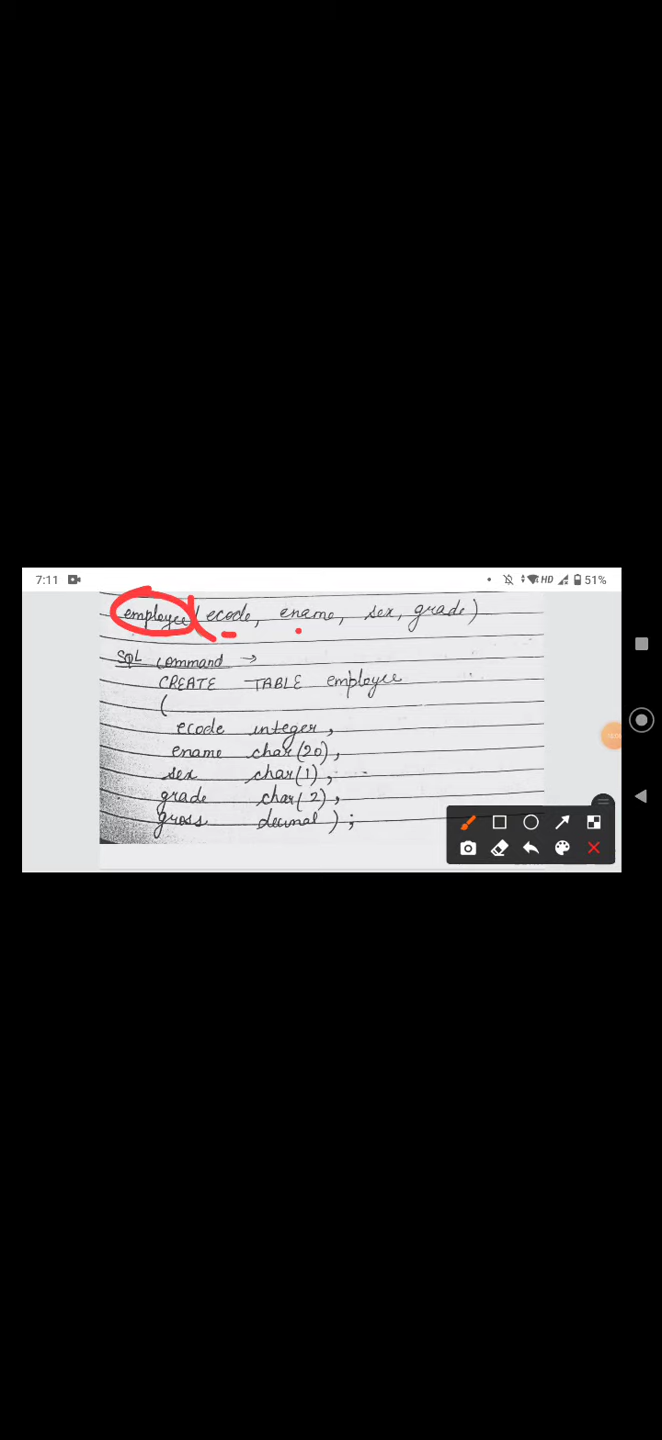 7:11 HD 51%
employee (ecode, ename, sex, grade)
SQL command →
CREATE TABLE employee
(
ecode integer,
ename char(20),
sex char(1),
grade char(2),
gross decimal );